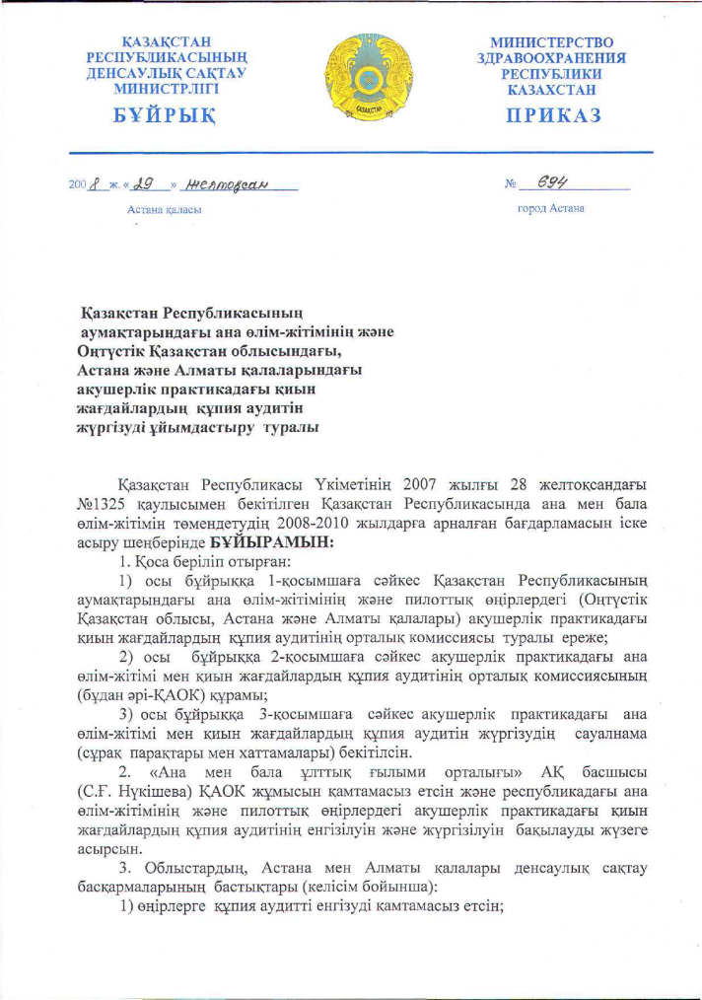 ҚАЗАҚСТАН
РЕСПУБЛИКАСЫНЫҢ
ДЕНСАУЛЫҚ САҚТАУ
МИНИСТРЛІГІ
БҰЙРЫҚ
ҚАЗАҚСТАН
МИНИСТЕРСТВО
ЗДРАВООХРАНЕНИЯ
РЕСПУБЛИКИ
КАЗАХСТАН
ПРИКАЗ
2008 ж. «29» желтоқсан
№ 694
Астана қаласы
город Астана
Қазақстан Республикасының
аумақтарындағы ана өлім-жітімінің және
Оңтүстік Қазақстан облысындағы,
Астана және Алматы қалаларындағы
акушерлік практикадағы қиын
жағдайлардың құпия аудитін
жүргізуді ұйымдастыру туралы
Қазақстан Республикасы Үкіметінің 2007 жылғы 28 желтоқсандағы
№1325 қаулысымен бекітілген Қазақстан Республикасында ана мен бала
өлім-жітімін төмендетудің 2008-2010 жылдарға арналған бағдарламасын іске
асыру шеңберінде БҰЙЫРАМЫН:
1. Қоса беріліп отырған:
1) осы бұйрыққа 1-қосымшаға сәйкес Қазақстан Республикасының
аумақтарындағы ана өлім-жітімінің және пилоттық өңірлердегі (Оңтүстік
Қазақстан облысы, Астана және Алматы қалалары) акушерлік практикадағы
қиын жағдайлардың құпия аудитінің орталық комиссиясы туралы ереже;
2) осы бұйрыққа 2-қосымшаға сәйкес акушерлік практикадағы ана
өлім-жітімі мен қиын жағдайлардың құпия аудитінің орталық комиссиясының
(бұдан әрі-ҚАОК) құрамы;
3) осы бұйрыққа 3-қосымшаға сәйкес акушерлік практикадағы ана
өлім-жітімі мен қиын жағдайлардың құпия аудитін жүргізудің сауалнама
(сұрақ парақтары мен хаттамалары) бекітілсін.
2. «Ана мен бала ұлттық ғылыми орталығы» АҚ басшысы
(С.Ғ. Нүкішева) ҚАОК жұмысын қамтамасыз етсін және республикадағы ана
өлім-жітімінің және пилоттық өңірлердегі акушерлік практикадағы қиын
жағдайлардың құпия аудитінің енгізілуін және жүргізілуін бақылауды жүзеге
асырсын.
3. Облыстардың, Астана мен Алматы қалалары денсаулық сақтау
басқармаларының бастықтары (келісім бойынша):
1) өңірлерге құпия аудитті енгізуді қамтамасыз етсін;